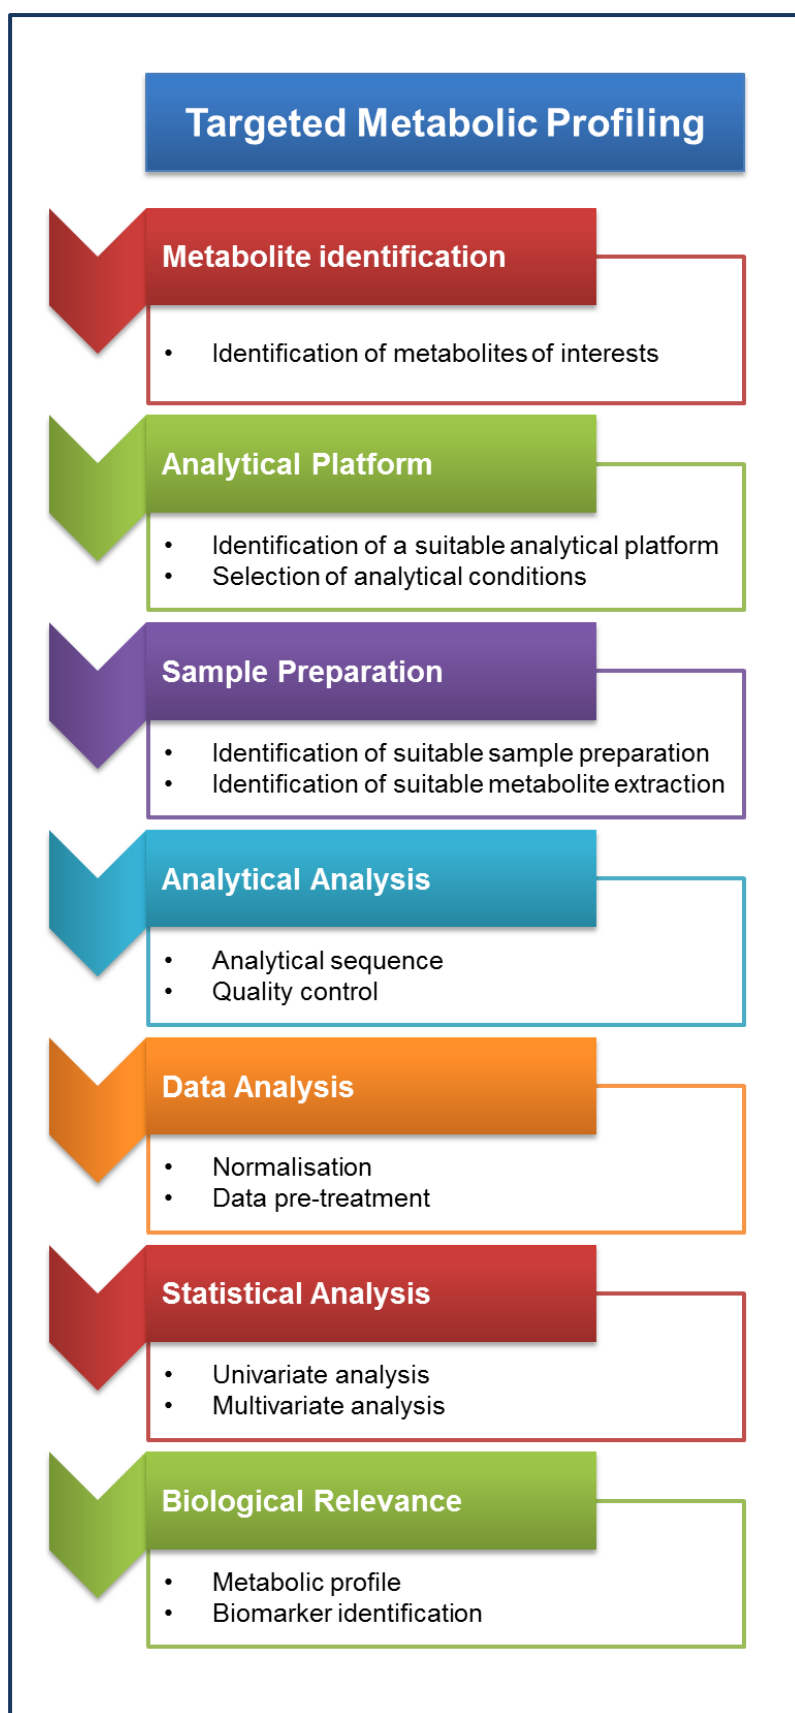 Targeted Metabolic Profiling
Metabolite identification
• Identification of metabolites of interests
Analytical Platform
• Identification of a suitable analytical platform
• Selection of analytical conditions
Sample Preparation
• Identification of suitable sample preparation
• Identification of suitable metabolite extraction
Analytical Analysis
• Analytical sequence
• Quality control
Data Analysis
• Normalisation
• Data pre-treatment
Statistical Analysis
• Univariate analysis
• Multivariate analysis
Biological Relevance
• Metabolic profile
• Biomarker identification